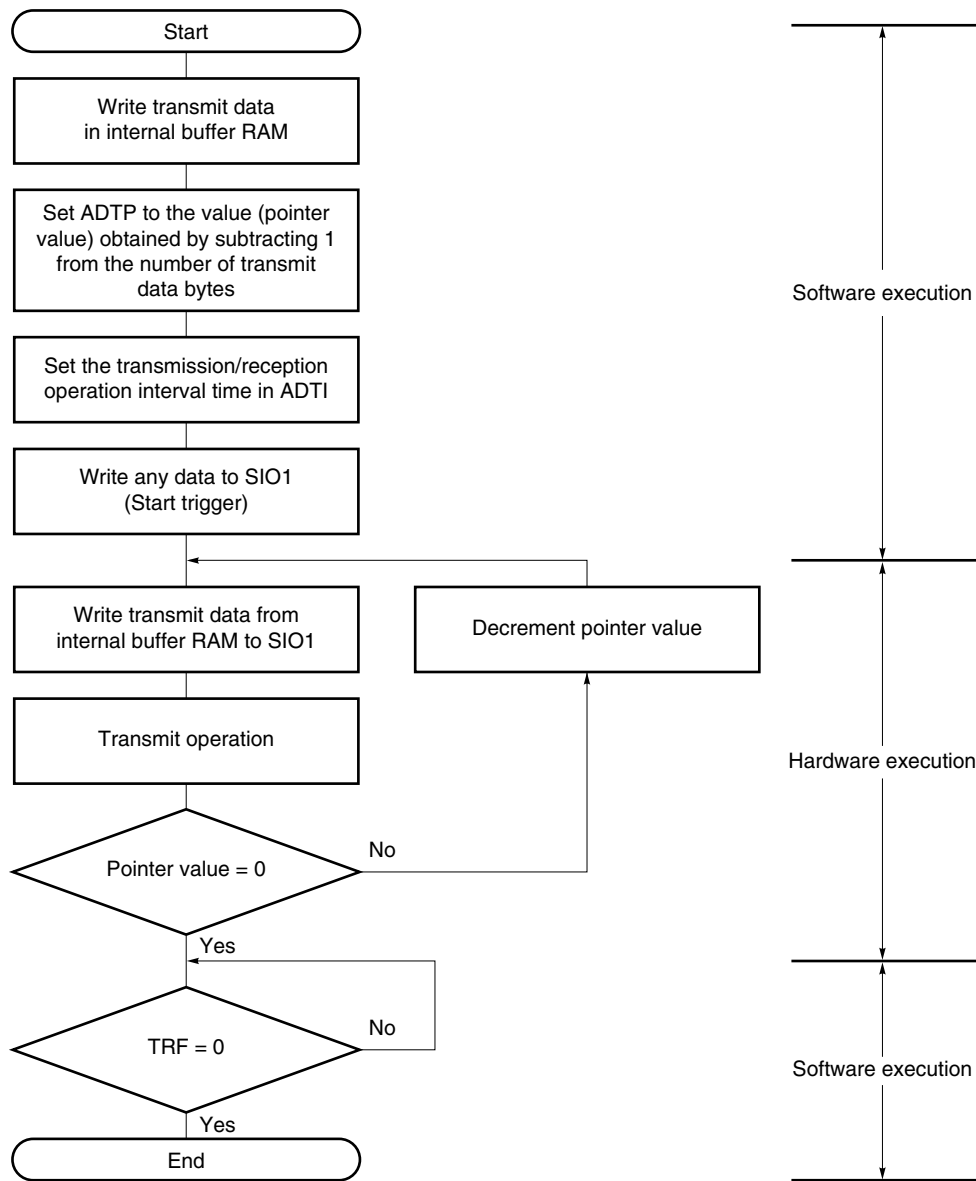 Start
Write transmit data
in internal buffer RAM
Set ADTP to the value (pointer
value) obtained by subtracting 1
from the number of transmit
data bytes
Software execution
Set the transmission/reception
operation interval time in ADTI
Write any data to SIO1
(Start trigger)
Write transmit data from
internal buffer RAM to SIO1
Decrement pointer value
Transmit operation
Hardware execution
Pointer value = 0
No
Yes
TRF = 0
No
Software execution
Yes
End